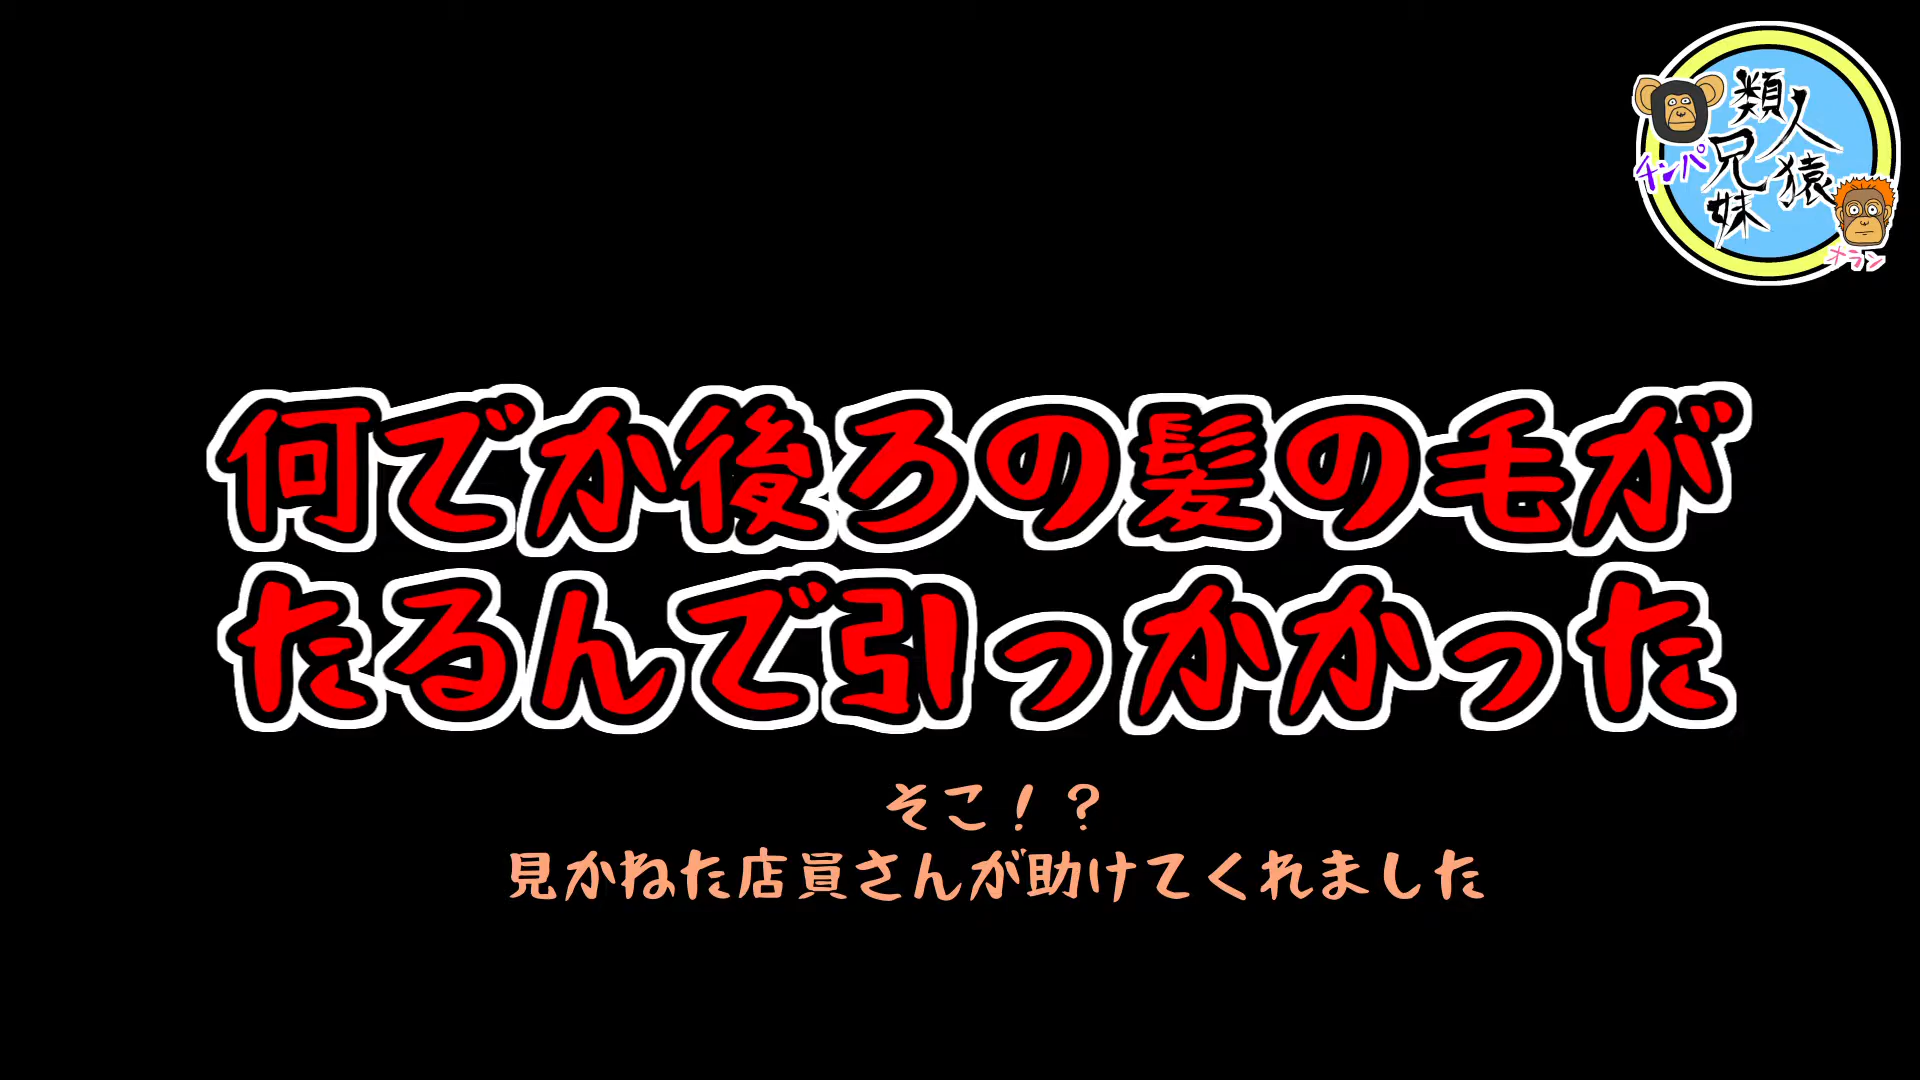 類人猿
兄妹
チンパ
オラン
何でか後ろの髪の毛が
たるんで引っかかった
そこ！？
見かねた店員さんが助けてくれました